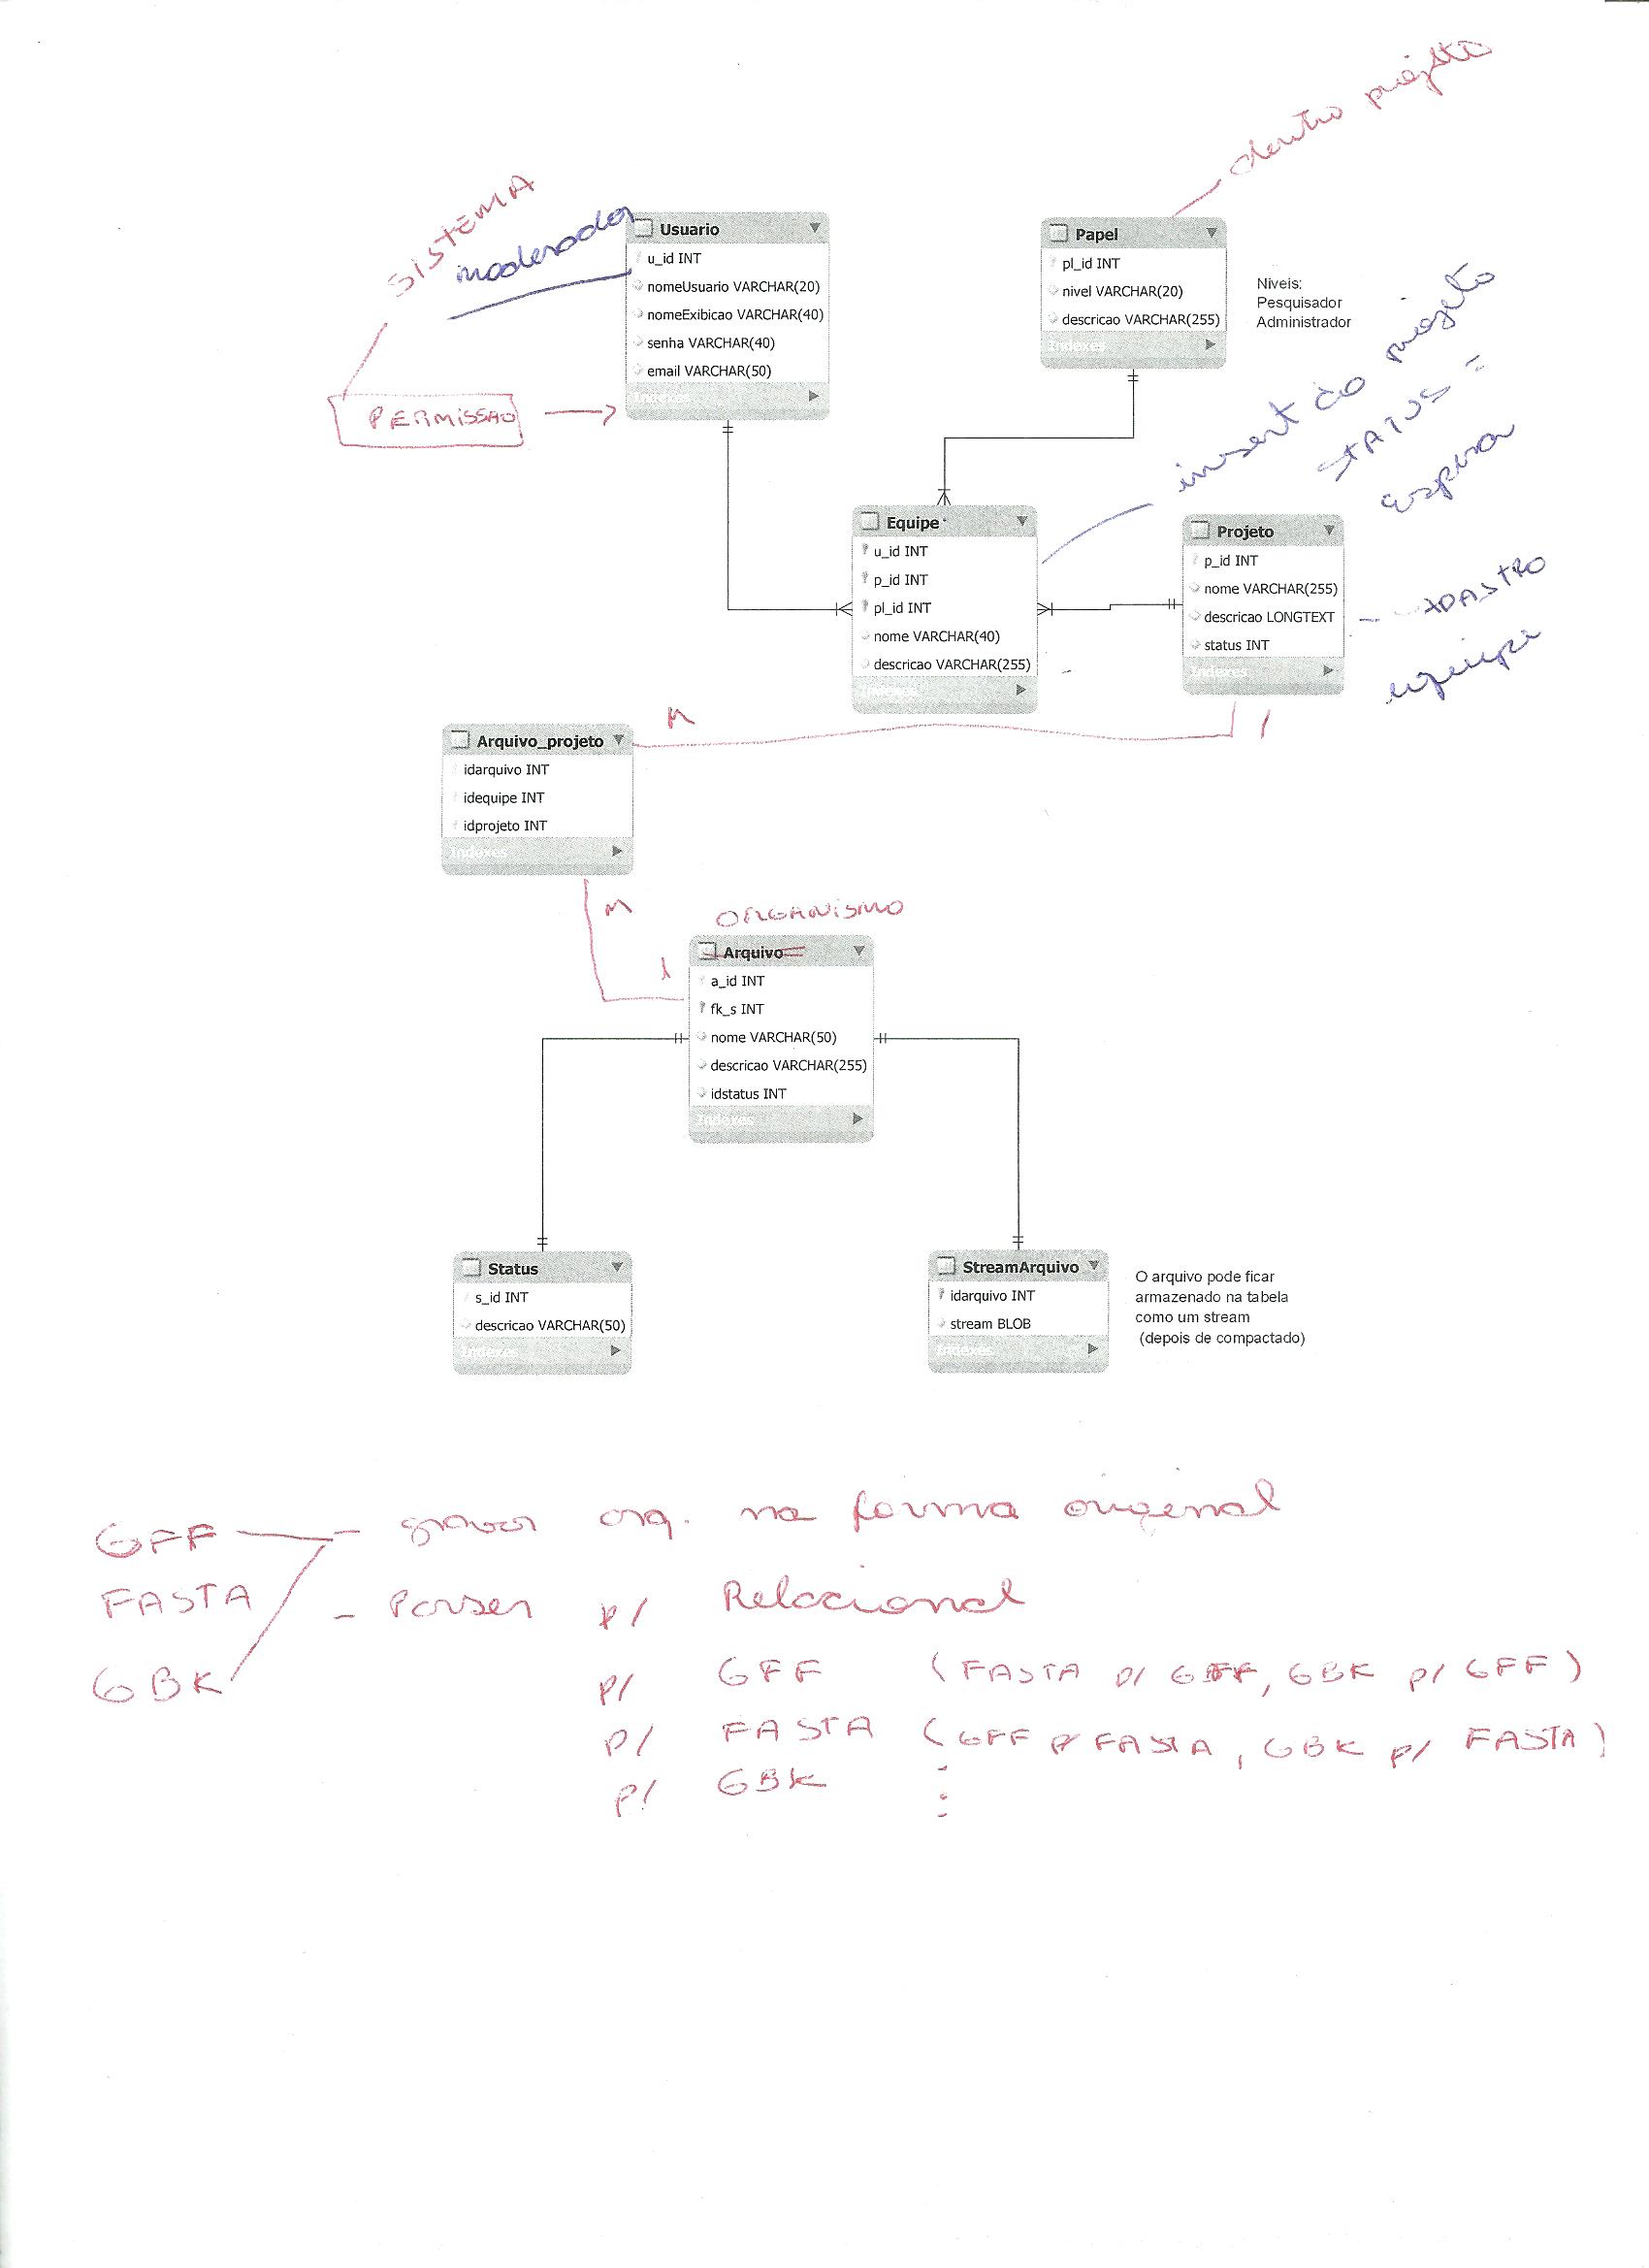 dentro projeto
SISTEMA
moderador
Usuario
u_id INT
nomeUsuario VARCHAR(20)
nomeExibicao VARCHAR(40)
senha VARCHAR(40)
email VARCHAR(50)
Indexes
PERMISSAO
Papel
pl_id INT
nivel VARCHAR(20)
descricao VARCHAR(255)
Indexes
Níveis:
Pesquisador
Administrador
insert do projeto
STATUS =
espera
Equipe
u_id INT
p_id INT
pl_id INT
nome VARCHAR(40)
descricao VARCHAR(255)
Indexes
Projeto
p_id INT
nome VARCHAR(255)
descricao LONGTEXT
status INT
Indexes
equipe
M
1
Arquivo_projeto
idarquivo INT
idequipe INT
idprojeto INT
Indexes
M
1
ORGANISMO
Arquivo
a_id INT
fk_s INT
nome VARCHAR(50)
descricao VARCHAR(255)
idstatus INT
Indexes
Status
s_id INT
descricao VARCHAR(50)
Indexes
StreamArquivo
idarquivo INT
stream BLOB
Indexes
O arquivo pode ficar
armazenado na tabela
como um stream
(depois de compactado)
GFF - gravar arq. na forma original
FASTA - Parser p/ Relacional
GBK p/ GFF (FASTA p/ GFF, GBK p/ GFF)
p/ FASTA (GFF p/ FASTA, GBK p/ FASTA)
p/ GBK